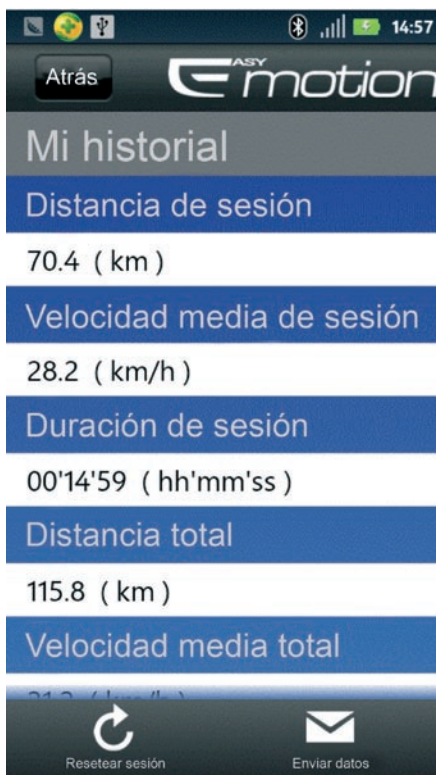 14:57
Atrás
EASY motion
Mi historial
Distancia de sesión
70.4 ( km )
Velocidad media de sesión
28.2 ( km/h )
Duración de sesión
00'14'59 ( hh'mm'ss )
Distancia total
115.8 ( km )
Velocidad media total
Resetear sesión
Enviar datos